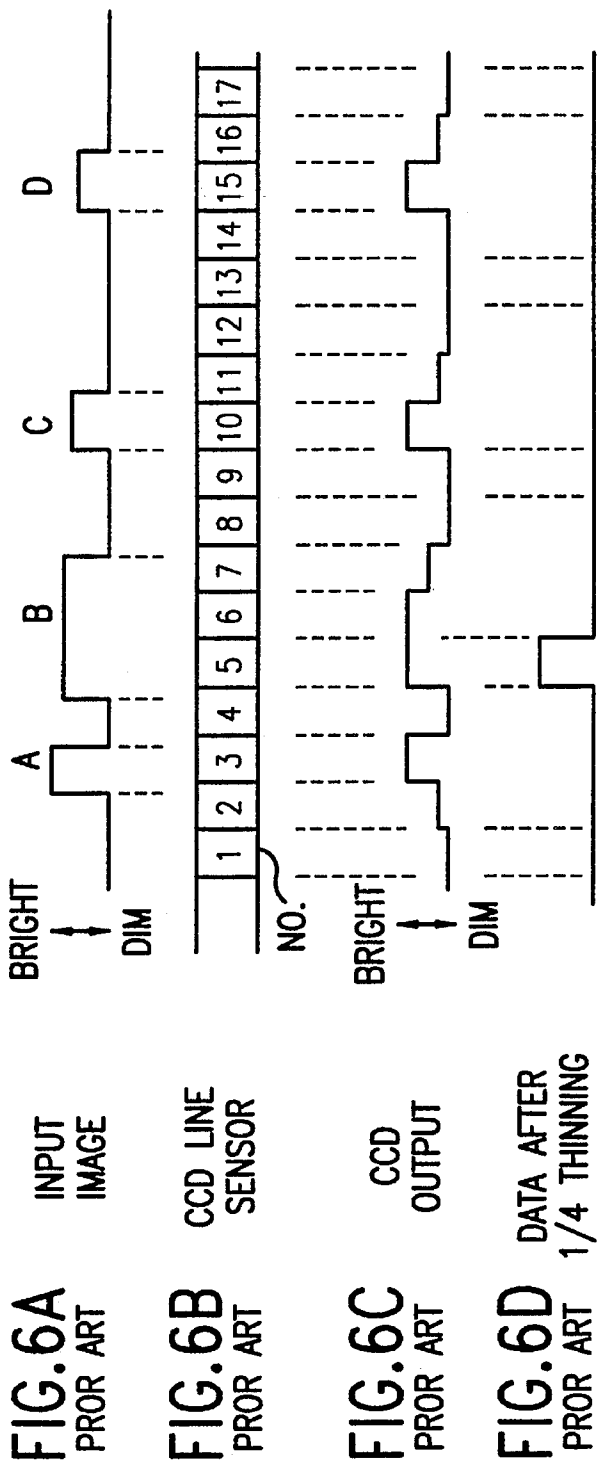 FIG.6A
PROR ART
INPUT
IMAGE
BRIGHT
DIM
A
B
C
D
FIG.6B
PROR ART
CCD LINE
SENSOR
NO.
1 2 3 4 5 6 7 8 9 10 11 12 13 14 15 16 17
FIG.6C
PROR ART
CCD
OUTPUT
BRIGHT
DIM
FIG.6D
PROR ART
DATA AFTER
1/4 THINNING